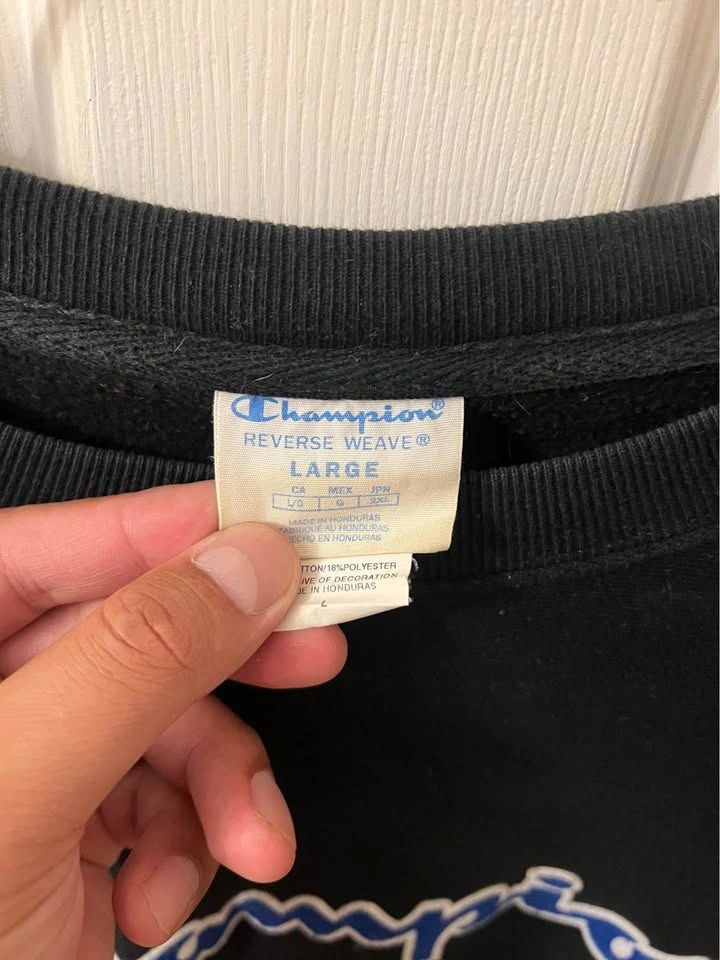 Champion®
REVERSE WEAVE®
LARGE
CA MEX JPN
L/G G 2XL
MADE IN HONDURAS
FABRIQUÉ AU HONDURAS
HECHO EN HONDURAS
TTON/18%POLYESTER
IVE OF DECORATION
DE IN HONDURAS
L
ampi